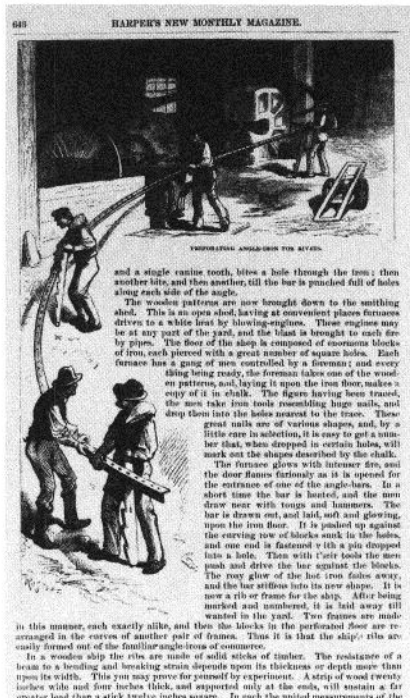 646
HARPER'S NEW MONTHLY MAGAZINE.
PERFORATING ANGLE-IRON FOR RIVETS.
and a single canine tooth, bites a hole through the iron; then
another bite, and then another, till the bar is punched full of holes
along each side of the angle.
The wooden patterns are now brought down to the smithing
shed. This is an open shed, having at convenient places furnaces
driven to a white heat by blowing-engines. These engines may
be at any part of the yard, and the blast is brought to each fire
by pipes. The floor of the shop is composed of enormous blocks
of iron, each pierced with a great number of square holes. Each
furnace has a gang of men controlled by a foreman; and every
thing being ready, the foreman takes one of the wood-
en patterns, and, laying it upon the iron floor, makes a
copy of it in chalk. The figure having been traced,
the men take iron tools resembling huge nails, and
drop them into the holes nearest to the trace. These
great nails are of various shapes, and, by a
little care in selection, it is easy to get a num-
ber that, when dropped in certain holes, will
mark out the shapes described by the chalk.
The furnace glows with intenser fire, and
the door flames furiously as it is opened for
the entrance of one of the angle-bars. In a
short time the bar is heated, and the men
draw near with tongs and hammers. The
bar is drawn out, and laid, soft and glowing,
upon the iron floor. It is pushed up against
the curving row of blocks sunk in the holes,
and one end is fastened with a pin dropped
into a hole. Then with their tools the men
push and drive the bar against the blocks.
The rosy glow of the hot iron fades away,
and the bar stiffens into its new shape. It is
now a rib or frame for the ship. After being
marked and numbered, it is laid away till
wanted in the yard. Two frames are made
in this manner, each exactly alike, and then the blocks in the perforated floor are re-
arranged in the curves of another pair of frames. Thus it is that the ship's ribs are
easily formed out of the familiar angle-irons of commerce.
In a wooden ship the ribs are made of solid sticks of timber. The resistance of a
beam to a bending and breaking strain depends upon its thickness or depth more than
upon its width. This you may prove for yourself by experiment. A strip of wood twenty
inches wide and four inches thick, and supported only at the ends, will sustain a far
greater load than a stick twelve inches square. In such the united measurements of the